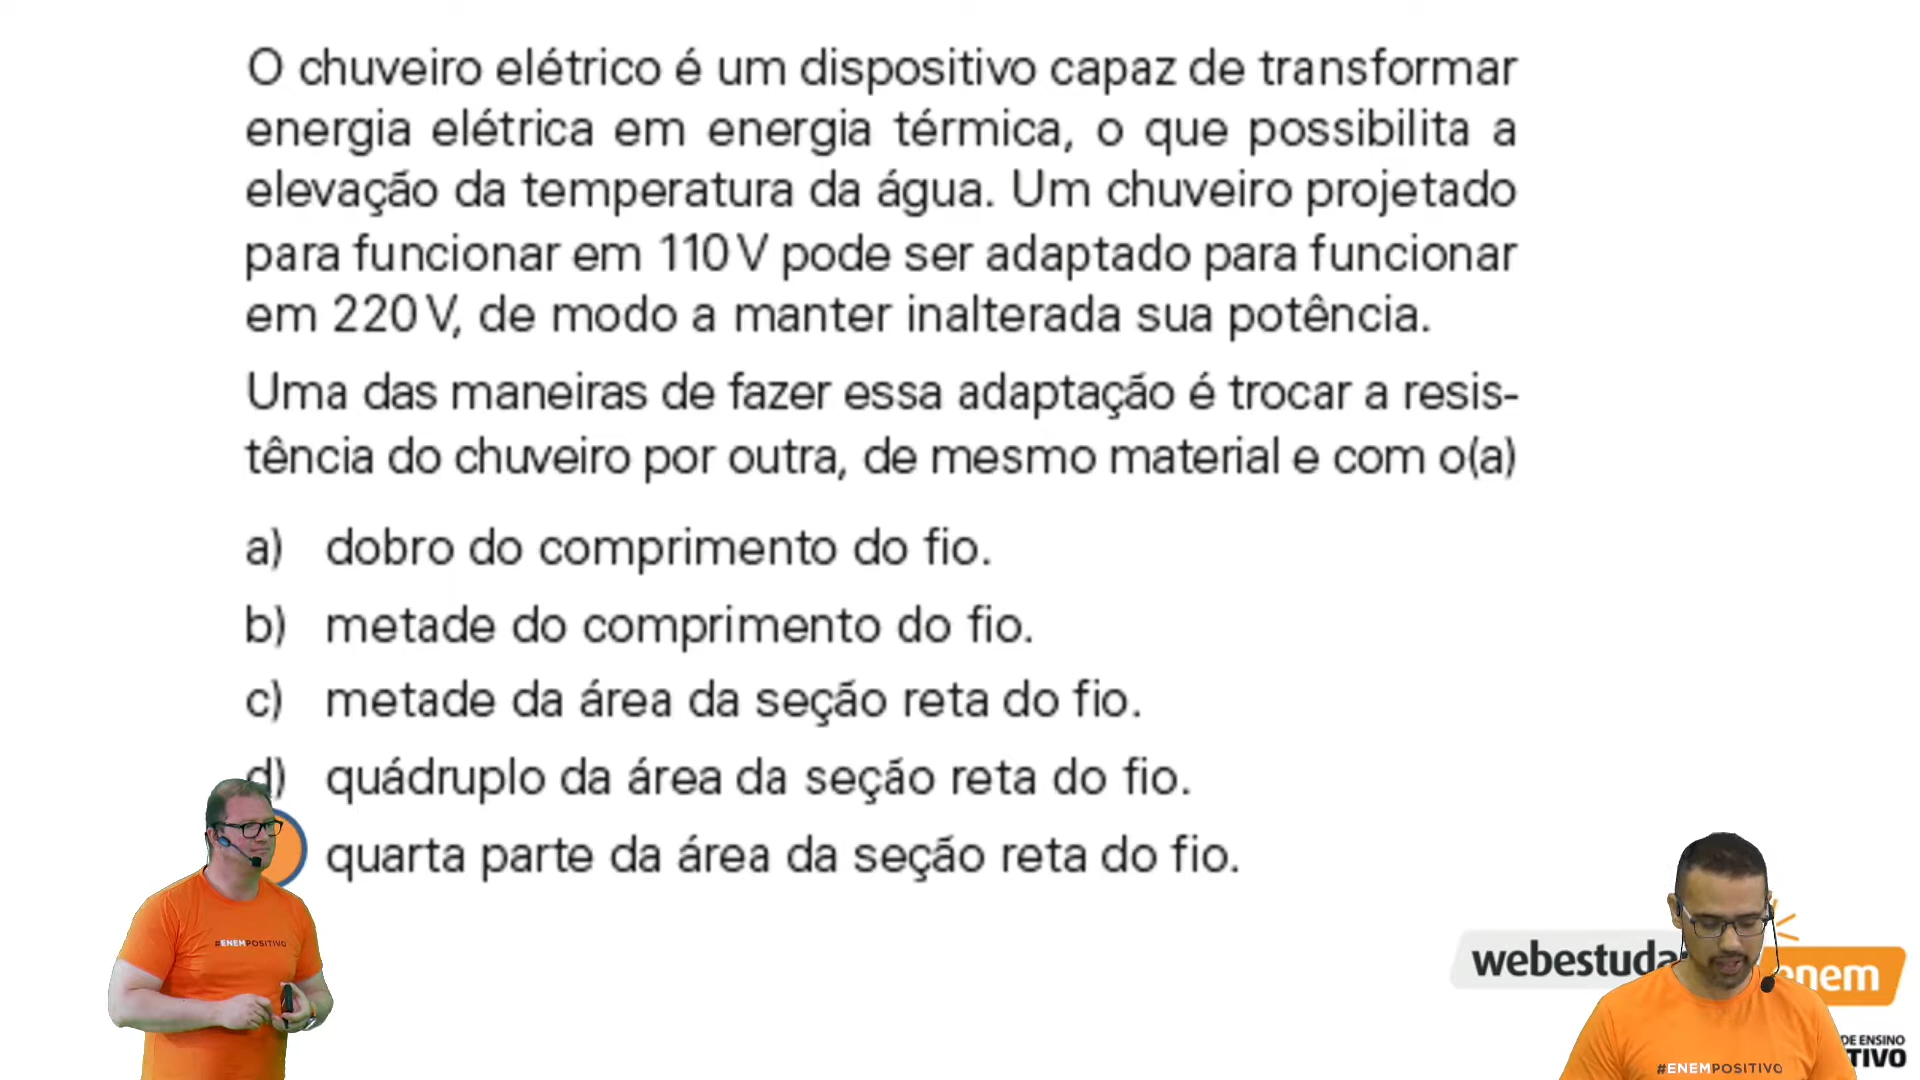 O chuveiro elétrico é um dispositivo capaz de transformar
energia elétrica em energia térmica, o que possibilita a
elevação da temperatura da água. Um chuveiro projetado
para funcionar em 110 V pode ser adaptado para funcionar
em 220 V, de modo a manter inalterada sua potência.
Uma das maneiras de fazer essa adaptação é trocar a resis-
tência do chuveiro por outra, de mesmo material e com o(a)
a) dobro do comprimento do fio.
b) metade do comprimento do fio.
c) metade da área da seção reta do fio.
d) quádruplo da área da seção reta do fio.
quarta parte da área da seção reta do fio.
#ENEMPOSITIVO
webestuda
enem
DE ENSINO
TIVO
#ENEMPOSITIVO